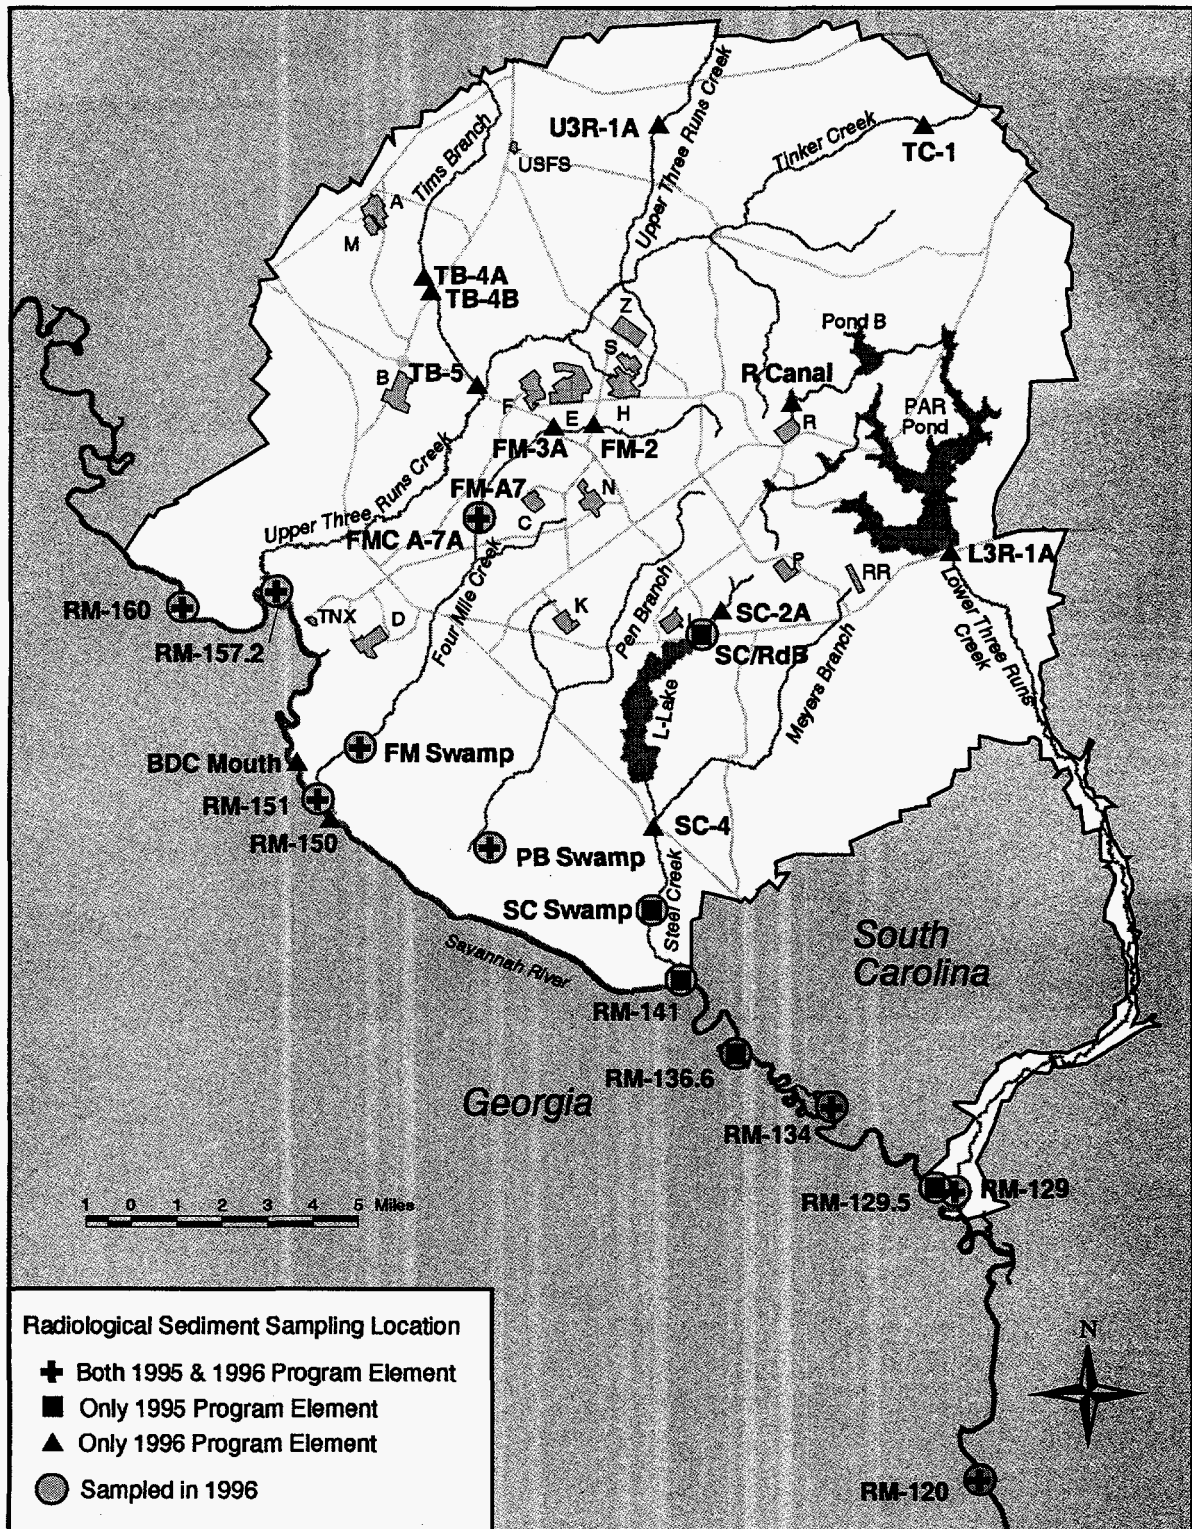 U3R-1A
Upper Three Runs Creek
Tinker Creek
TC-1
Tims Branch
USFS
A
M
TB-4A
TB-4B
Z
Pond B
S
B
TB-5
R Canal
F
E
H
R
PAR
Pond
FM-3A
FM-2
Upper Three Runs Creek
FM-A7
N
C
FMC A-7A
L3R-1A
P
RR
RM-160
TNX
D
Four Mile Creek
K
Pen Branch
L
SC-2A
RM-157.2
SC/RdB
Lower Three Runs
Creek
Meyers Branch
L-Lake
FM Swamp
BDC Mouth
RM-151
RM-150
SC-4
PB Swamp
SC Swamp
Steel Creek
Savannah River
South
Carolina
RM-141
RM-136.6
Georgia
RM-134
RM-129.5
RM-129
1 0 1 2 3 4 5 Miles
Radiological Sediment Sampling Location
Both 1995 & 1996 Program Element
Only 1995 Program Element
Only 1996 Program Element
Sampled in 1996
N
RM-120